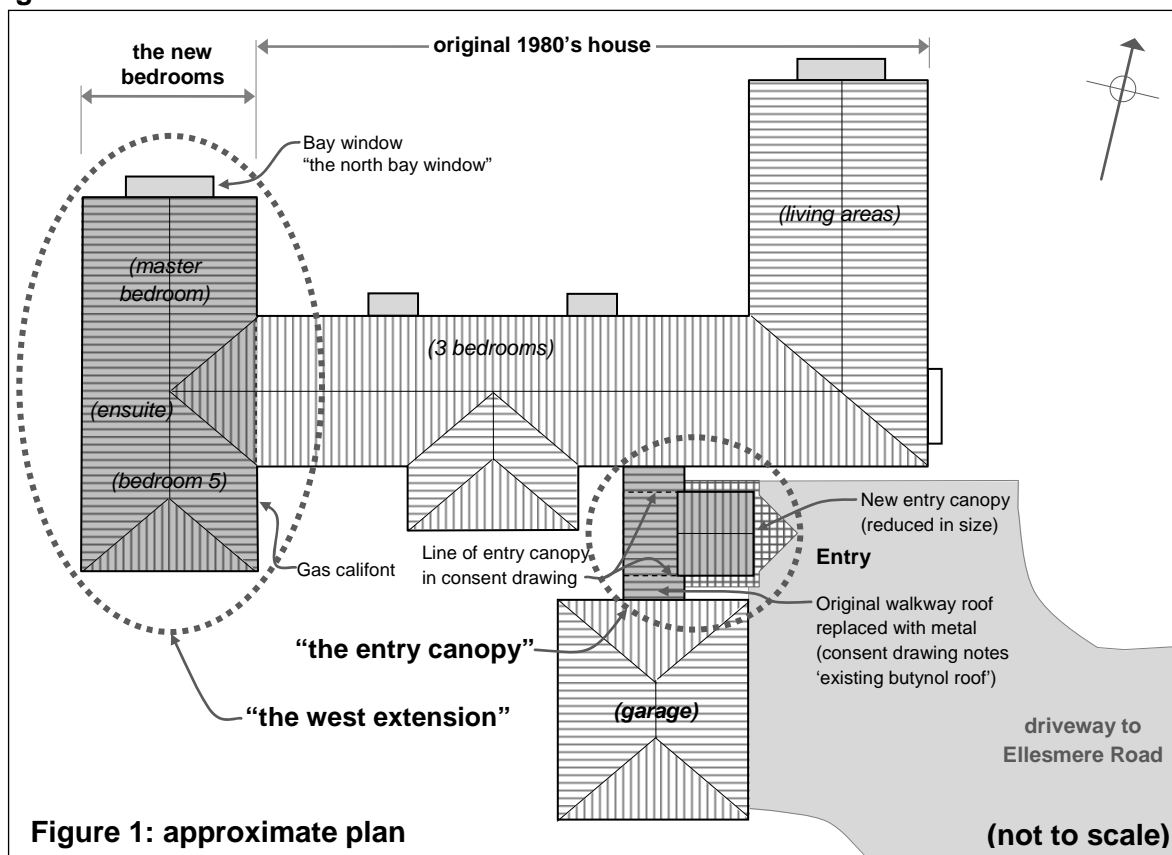 the new
bedrooms
original 1980's house
Bay window
“the north bay window”
(living areas)
(master
bedroom)
(3 bedrooms)
(ensuite)
(bedroom 5)
Gas califont
Line of entry canopy
in consent drawing
New entry canopy
(reduced in size)
Entry
“the entry canopy”
Original walkway roof
replaced with metal
(consent drawing notes
‘existing butynol roof’)
“the west extension”
(garage)
driveway to
Ellesmere Road
Figure 1: approximate plan
(not to scale)